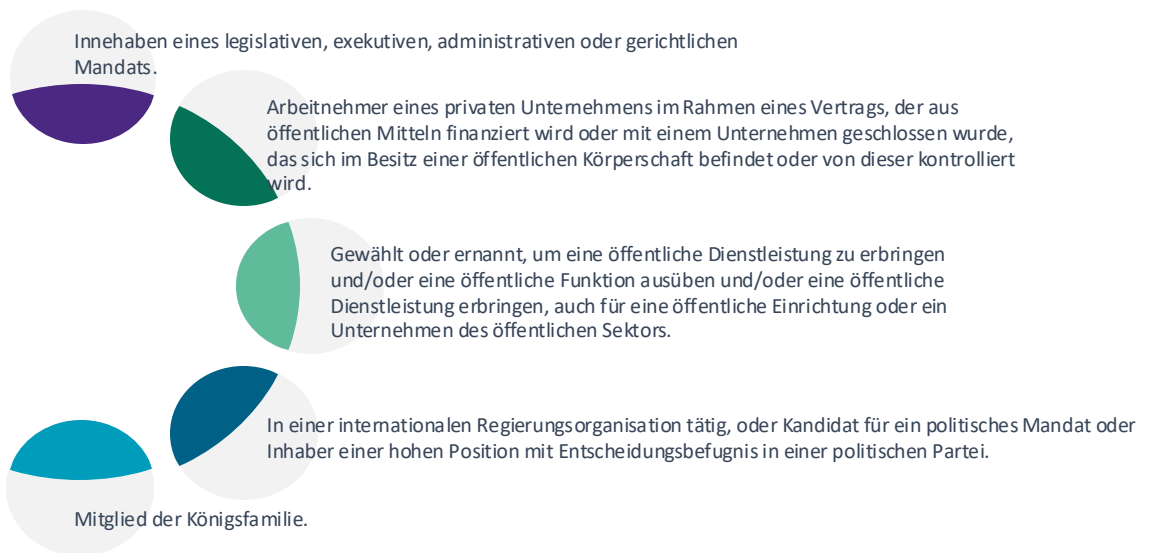 Innehaben eines legislativen, exekutiven, administrativen oder gerichtlichen
Mandats.
Arbeitnehmer eines privaten Unternehmens im Rahmen eines Vertrags, der aus
öffentlichen Mitteln finanziert wird oder mit einem Unternehmen geschlossen wurde,
das sich im Besitz einer öffentlichen Körperschaft befindet oder von dieser kontrolliert
wird.
Gewählt oder ernannt, um eine öffentliche Dienstleistung zu erbringen
und/oder eine öffentliche Funktion ausüben und/oder eine öffentliche
Dienstleistung erbringen, auch für eine öffentliche Einrichtung oder ein
Unternehmen des öffentlichen Sektors.
In einer internationalen Regierungsorganisation tätig, oder Kandidat für ein politisches Mandat oder
Inhaber einer hohen Position mit Entscheidungsbefugnis in einer politischen Partei.
Mitglied der Königsfamilie.